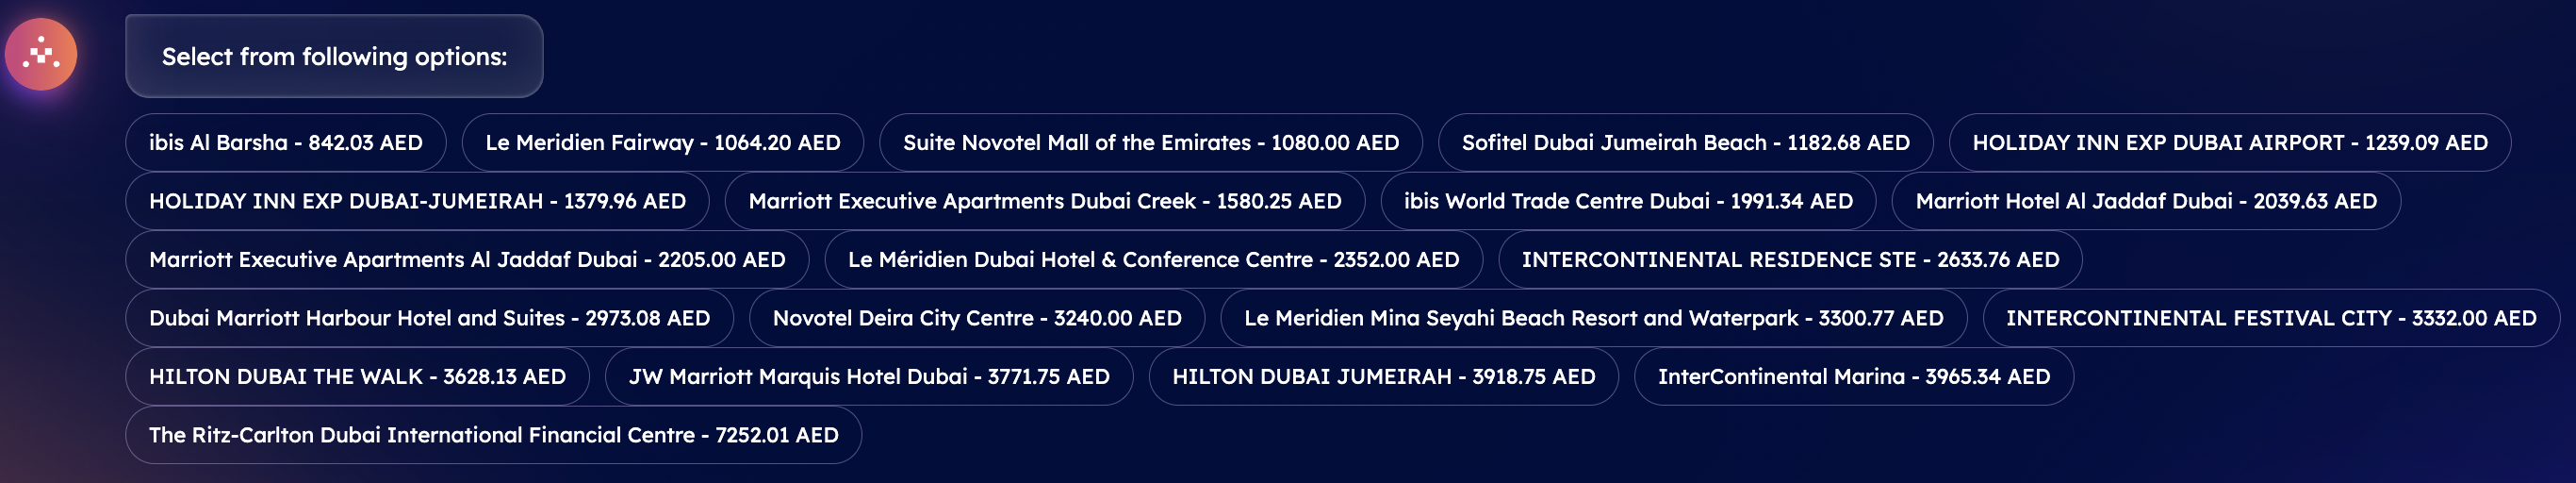 Select from following options:
ibis Al Barsha - 842.03 AED
Le Meridien Fairway - 1064.20 AED
Suite Novotel Mall of the Emirates - 1080.00 AED
Sofitel Dubai Jumeirah Beach - 1182.68 AED
HOLIDAY INN EXP DUBAI AIRPORT - 1239.09 AED
HOLIDAY INN EXP DUBAI-JUMEIRAH - 1379.96 AED
Marriott Executive Apartments Dubai Creek - 1580.25 AED
ibis World Trade Centre Dubai - 1991.34 AED
Marriott Hotel Al Jaddaf Dubai - 2039.63 AED
Marriott Executive Apartments Al Jaddaf Dubai - 2205.00 AED
Le Méridien Dubai Hotel & Conference Centre - 2352.00 AED
INTERCONTINENTAL RESIDENCE STE - 2633.76 AED
Dubai Marriott Harbour Hotel and Suites - 2973.08 AED
Novotel Deira City Centre - 3240.00 AED
Le Meridien Mina Seyahi Beach Resort and Waterpark - 3300.77 AED
INTERCONTINENTAL FESTIVAL CITY - 3332.00 AED
HILTON DUBAI THE WALK - 3628.13 AED
JW Marriott Marquis Hotel Dubai - 3771.75 AED
HILTON DUBAI JUMEIRAH - 3918.75 AED
InterContinental Marina - 3965.34 AED
The Ritz-Carlton Dubai International Financial Centre - 7252.01 AED